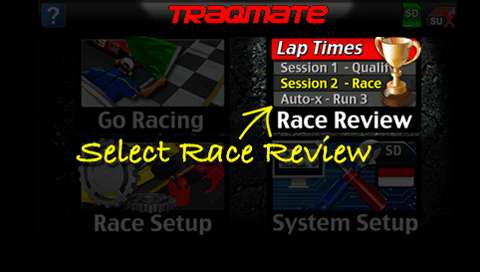 ?
TRAQMATE
SD
SU
Lap Times
Session 1 - Qualif
Session 2 - Race
Auto-x - Run 3
Go Racing
Race Review
Select Race Review
SD
Race Setup
System Setup